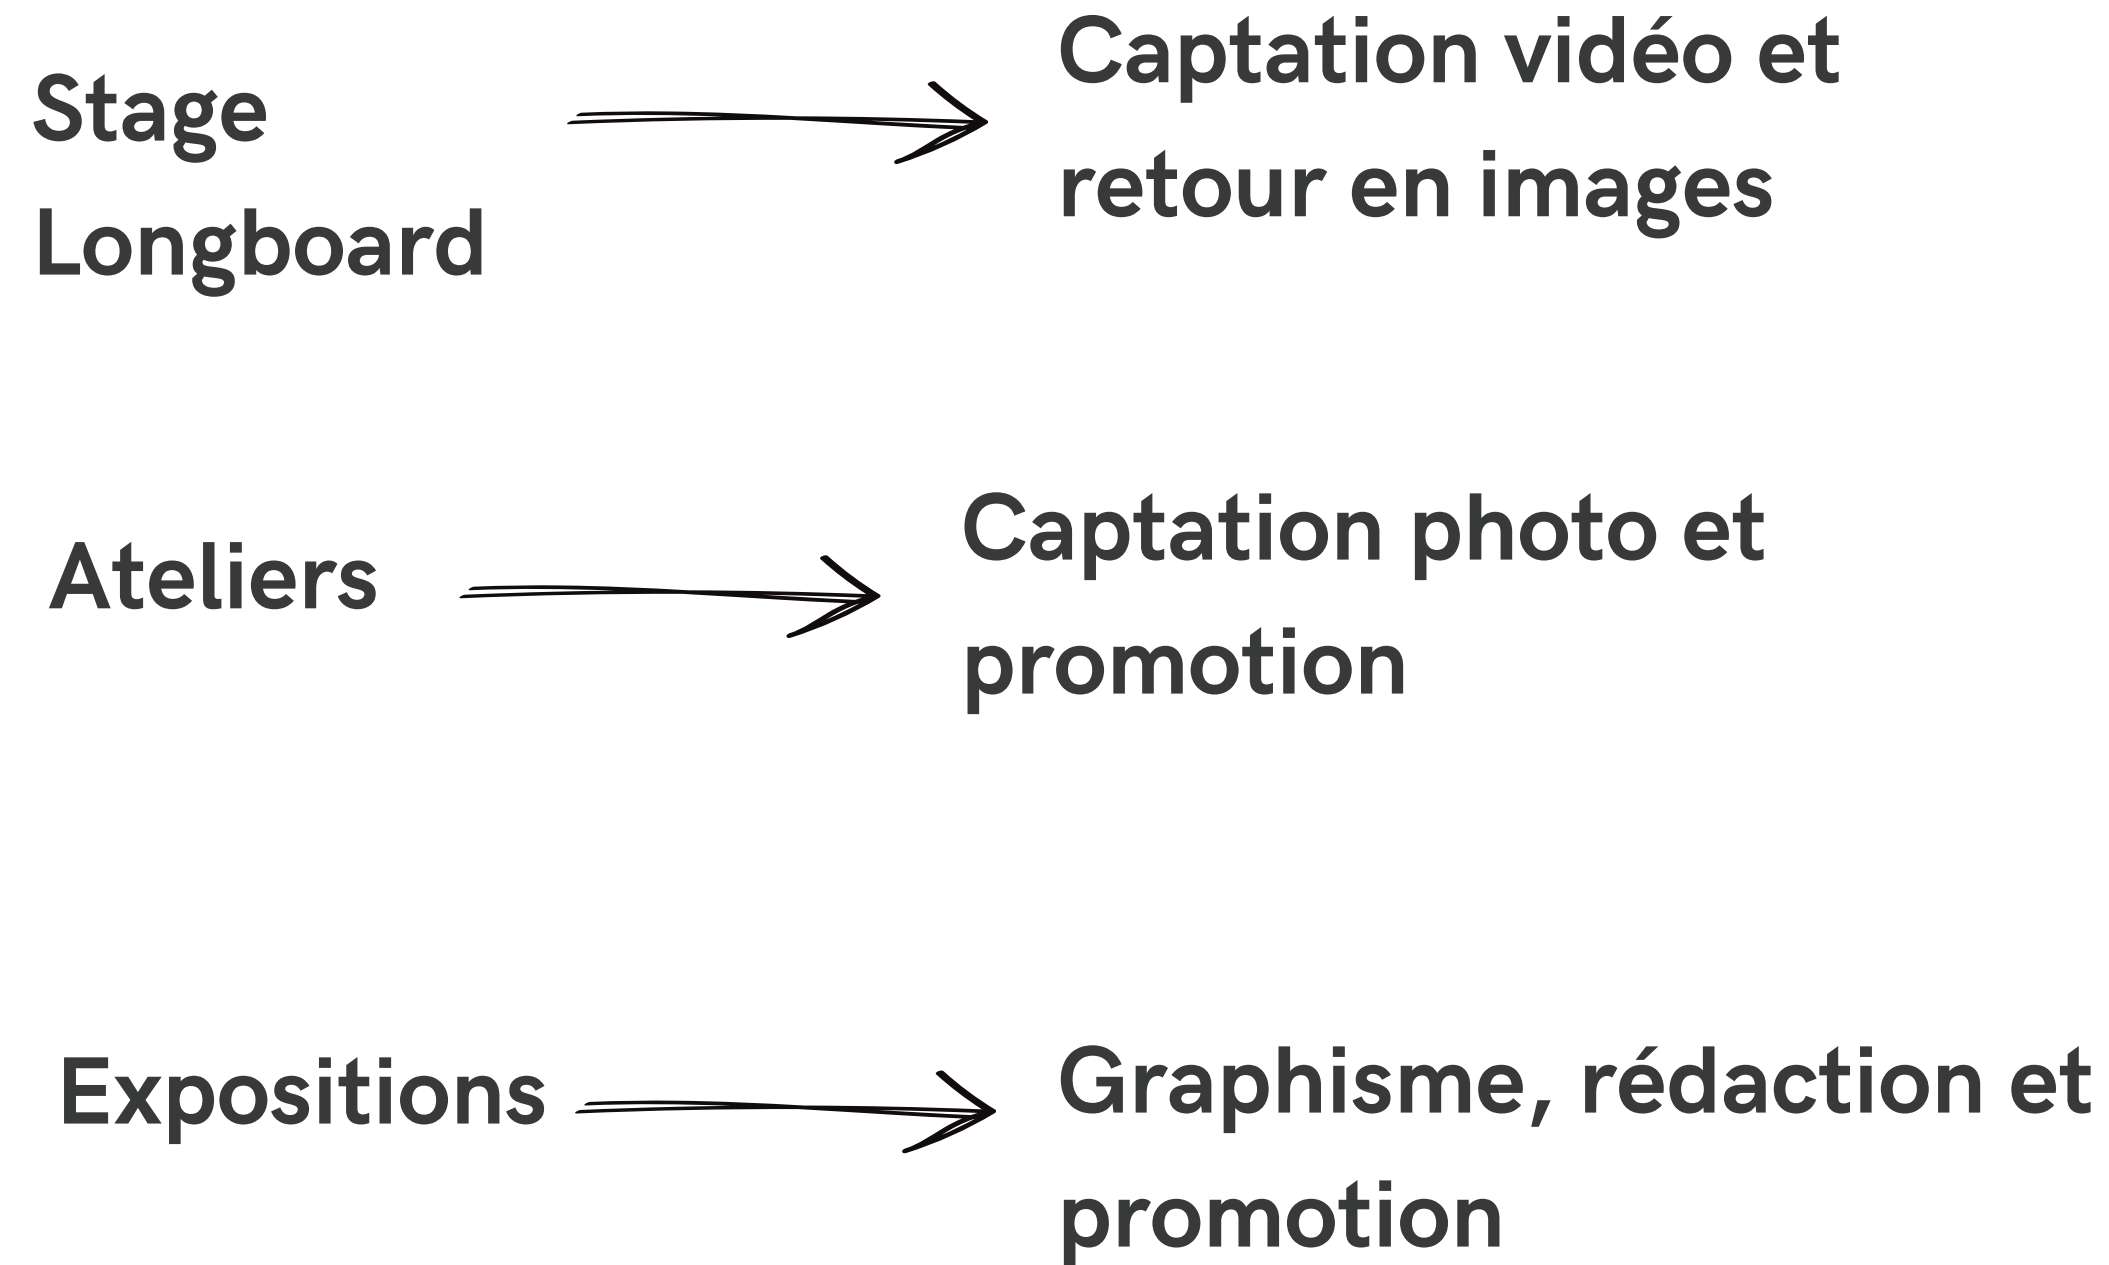 Stage
Longboard
Captation vidéo et
retour en images
Ateliers
Captation photo et
promotion
Expositions
Graphisme, rédaction et
promotion